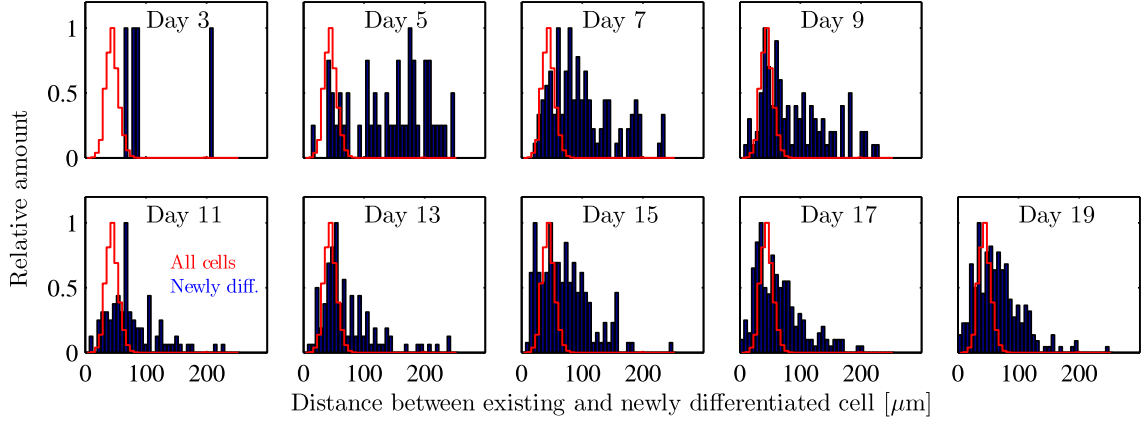 Day 3
Day 5
Day 7
Day 9
1
0.5
0
Relative amount
Day 11
Day 13
Day 15
Day 17
Day 19
All cells
Newly diff.
1
0.5
0
0 100 200
0 100 200
0 100 200
0 100 200
0 100 200
Distance between existing and newly differentiated cell [μm]